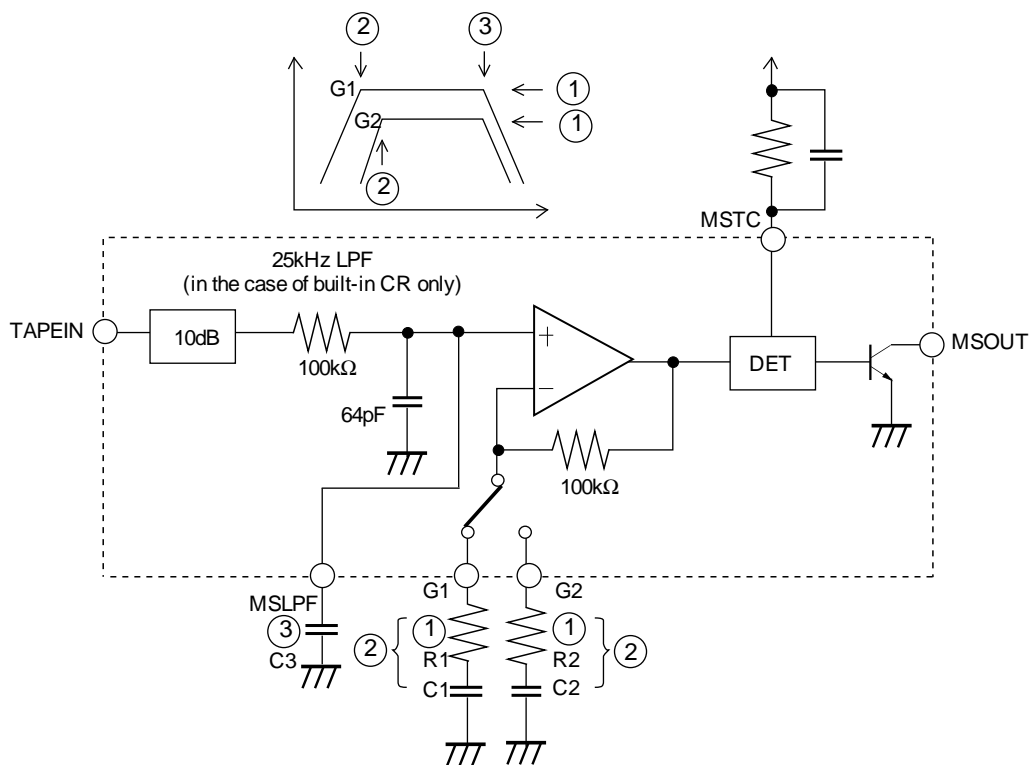 ② ③
G1 ①
G2 ①
②
MSTC
25kHz LPF
(in the case of built-in CR only)
TAPEIN 10dB + DET MSOUT
100kΩ −
64pF
100kΩ
G1 G2
MSLPF
③ ① ①
② ②
C3 R1 R2
C1 C2